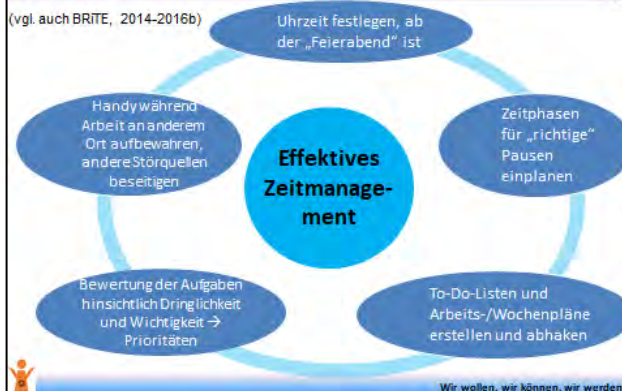 (vgl. auch BRiTE, 2014-2016b)
Uhrzeit festlegen, ab
der „Feierabend“ ist
Zeitphasen
für „richtige“
Pausen
einplanen
To-Do-Listen und
Arbeits-/Wochenpläne
erstellen und abhaken
Bewertung der Aufgaben
hinsichtlich Dringlichkeit
und Wichtigkeit →
Prioritäten
Handy während
Arbeit an anderem
Ort aufbewahren,
andere Störquellen
beseitigen
Effektives
Zeitmanage-
ment
Wir wollen, wir können, wir werden